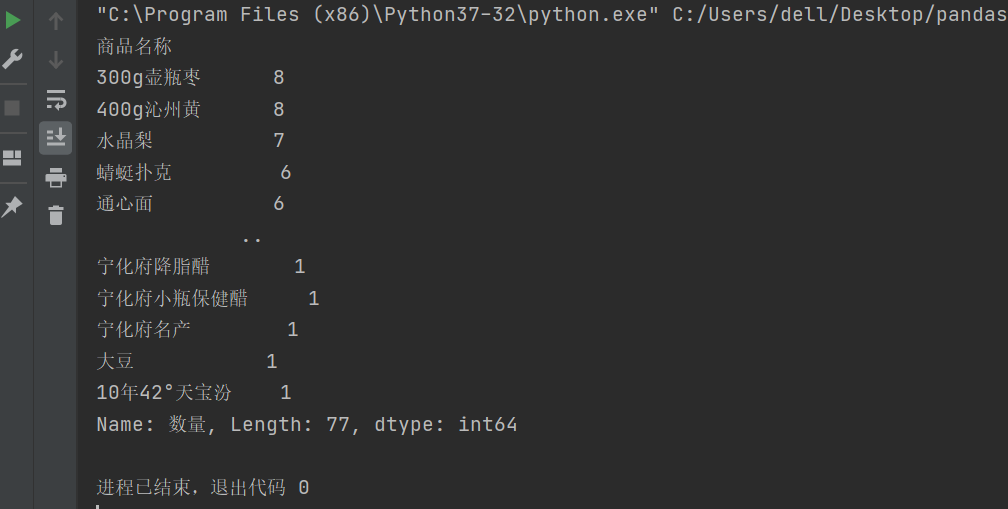 "C:\Program Files (x86)\Python37-32\python.exe" C:/Users/dell/Desktop/pandas
商品名称
300g壶瓶枣 8
400g沁州黄 8
水晶梨 7
蜻蜓扑克 6
通心面 6
..
宁化府降脂醋 1
宁化府小瓶保健醋 1
宁化府名产 1
大豆 1
10年42°天宝汾 1
Name: 数量, Length: 77, dtype: int64
进程已结束，退出代码 0